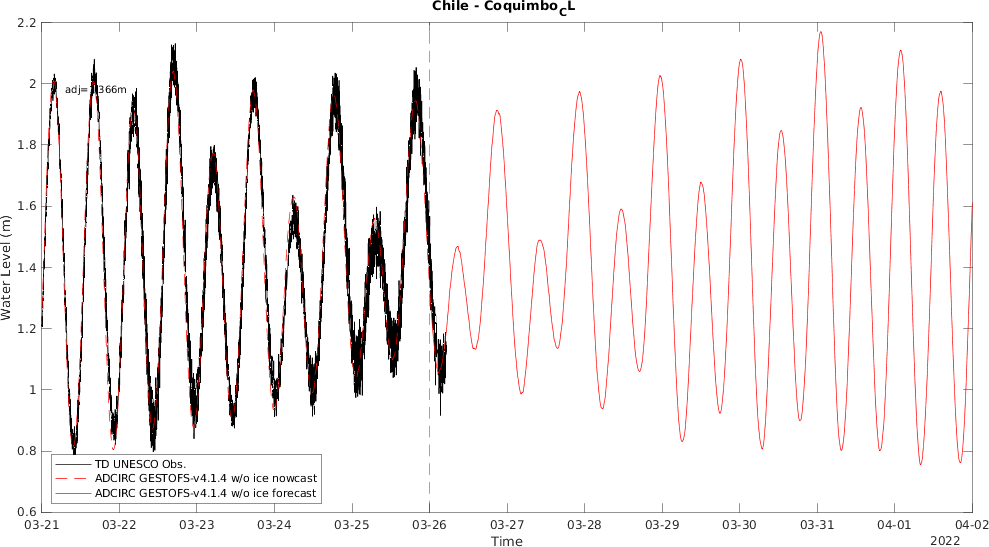 Chile - Coquimbo_CL
2.2
2
1.8
1.6
1.4
1.2
1
0.8
0.6
Water Level (m)
adj= 366m
TD UNESCO Obs.
ADCIRC GESTOFS-v4.1.4 w/o ice nowcast
ADCIRC GESTOFS-v4.1.4 w/o ice forecast
03-21 03-22 03-23 03-24 03-25 03-26 03-27 03-28 03-29 03-30 03-31 04-01 04-02
Time
2022